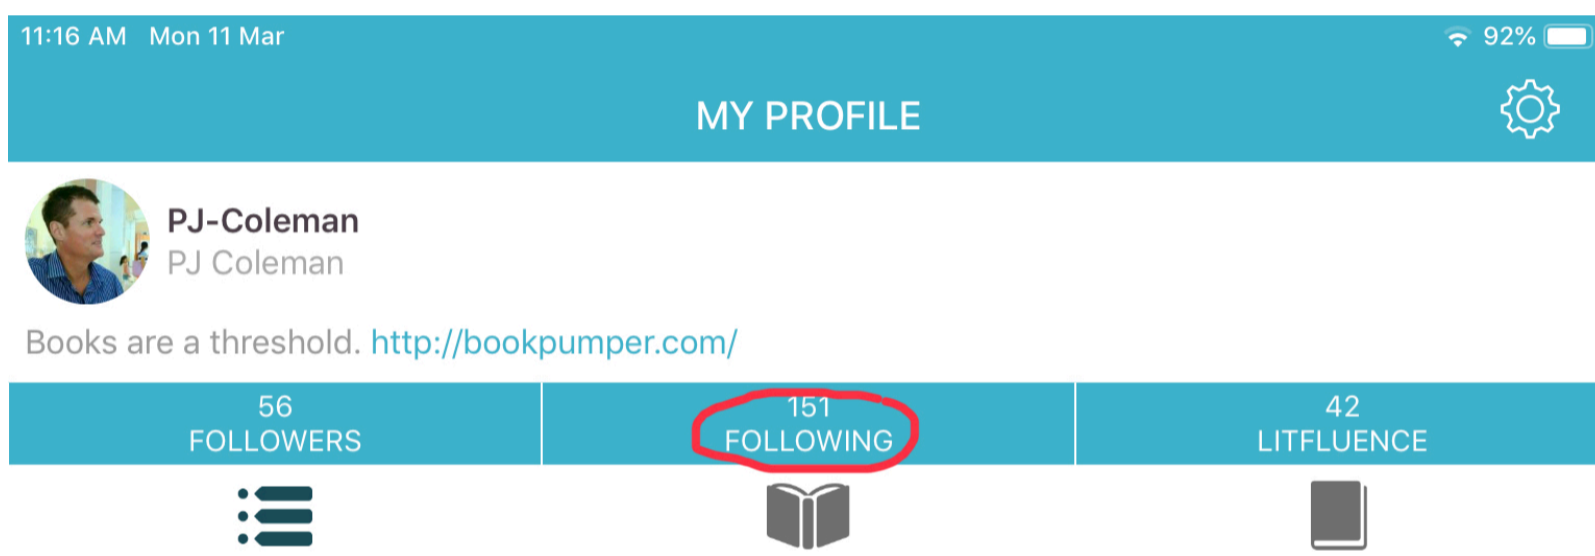 11:16 AM Mon 11 Mar 92%
MY PROFILE
PJ-Coleman
PJ Coleman
Books are a threshold. http://bookpumper.com/
56 151 42
FOLLOWERS FOLLOWING LITFLUENCE